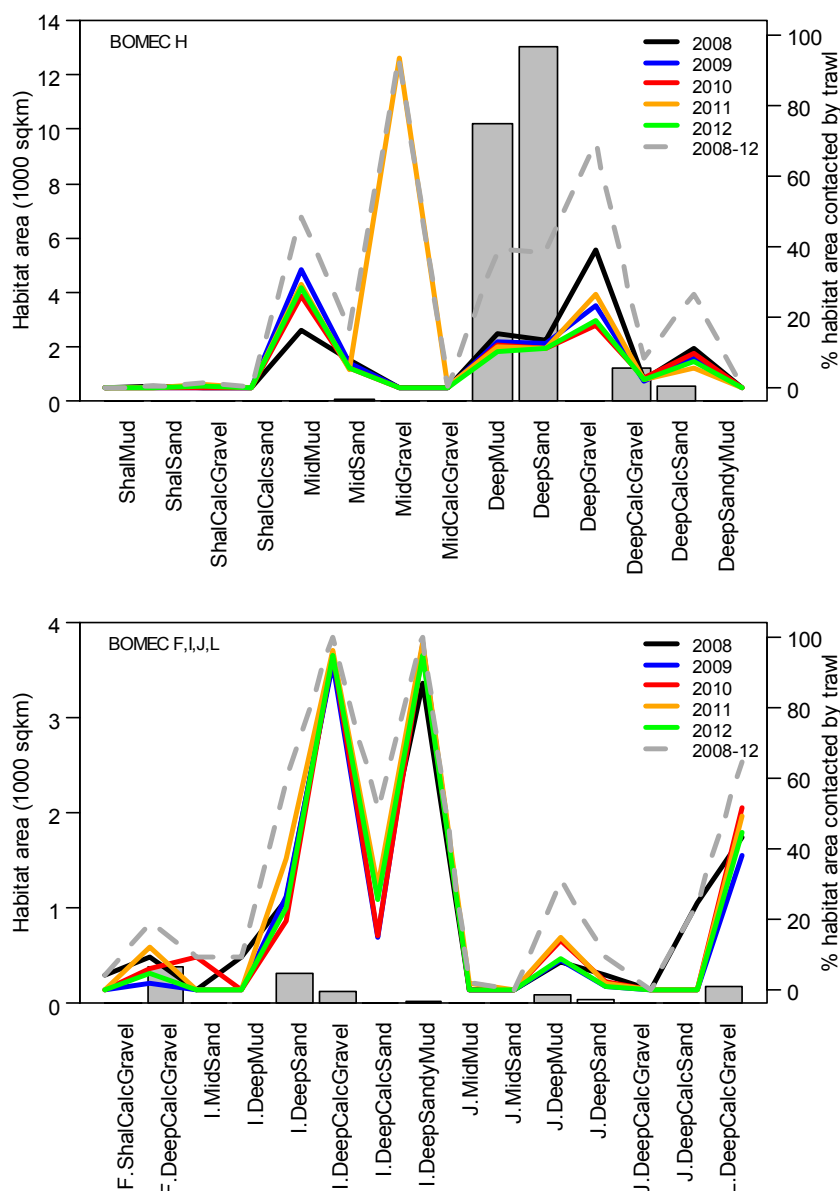 BOMEC H
2008
2009
2010
2011
2012
2008-12
Habitat area (1000 sqkm)
14
12
10
8
6
4
2
0
% habitat area contacted by trawl
100
80
60
40
20
0
ShalMud
ShalSand
ShalCalcGravel
ShalCalcsand
MidMud
MidSand
MidGravel
MidCalcGravel
DeepMud
DeepSand
DeepGravel
DeepCalcGravel
DeepCalcSand
DeepSandyMud
BOMEC F,I,J,L
2008
2009
2010
2011
2012
2008-12
Habitat area (1000 sqkm)
4
3
2
1
0
% habitat area contacted by trawl
100
80
60
40
20
0
F.ShalCalcGravel
F.DeepCalcGravel
I.MidSand
I.DeepMud
I.DeepSand
I.DeepCalcGravel
I.DeepCalcSand
I.DeepSandyMud
J.MidMud
J.MidSand
J.DeepMud
J.DeepSand
J.DeepCalcGravel
J.DeepCalcSand
L.DeepCalcGravel